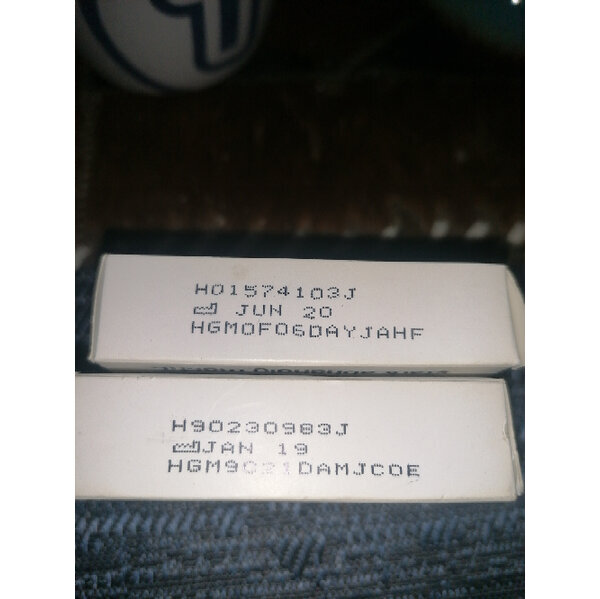 H01574103J
JUN 20
HGM0F06DAYJAHF
H90230983J
JAN 19